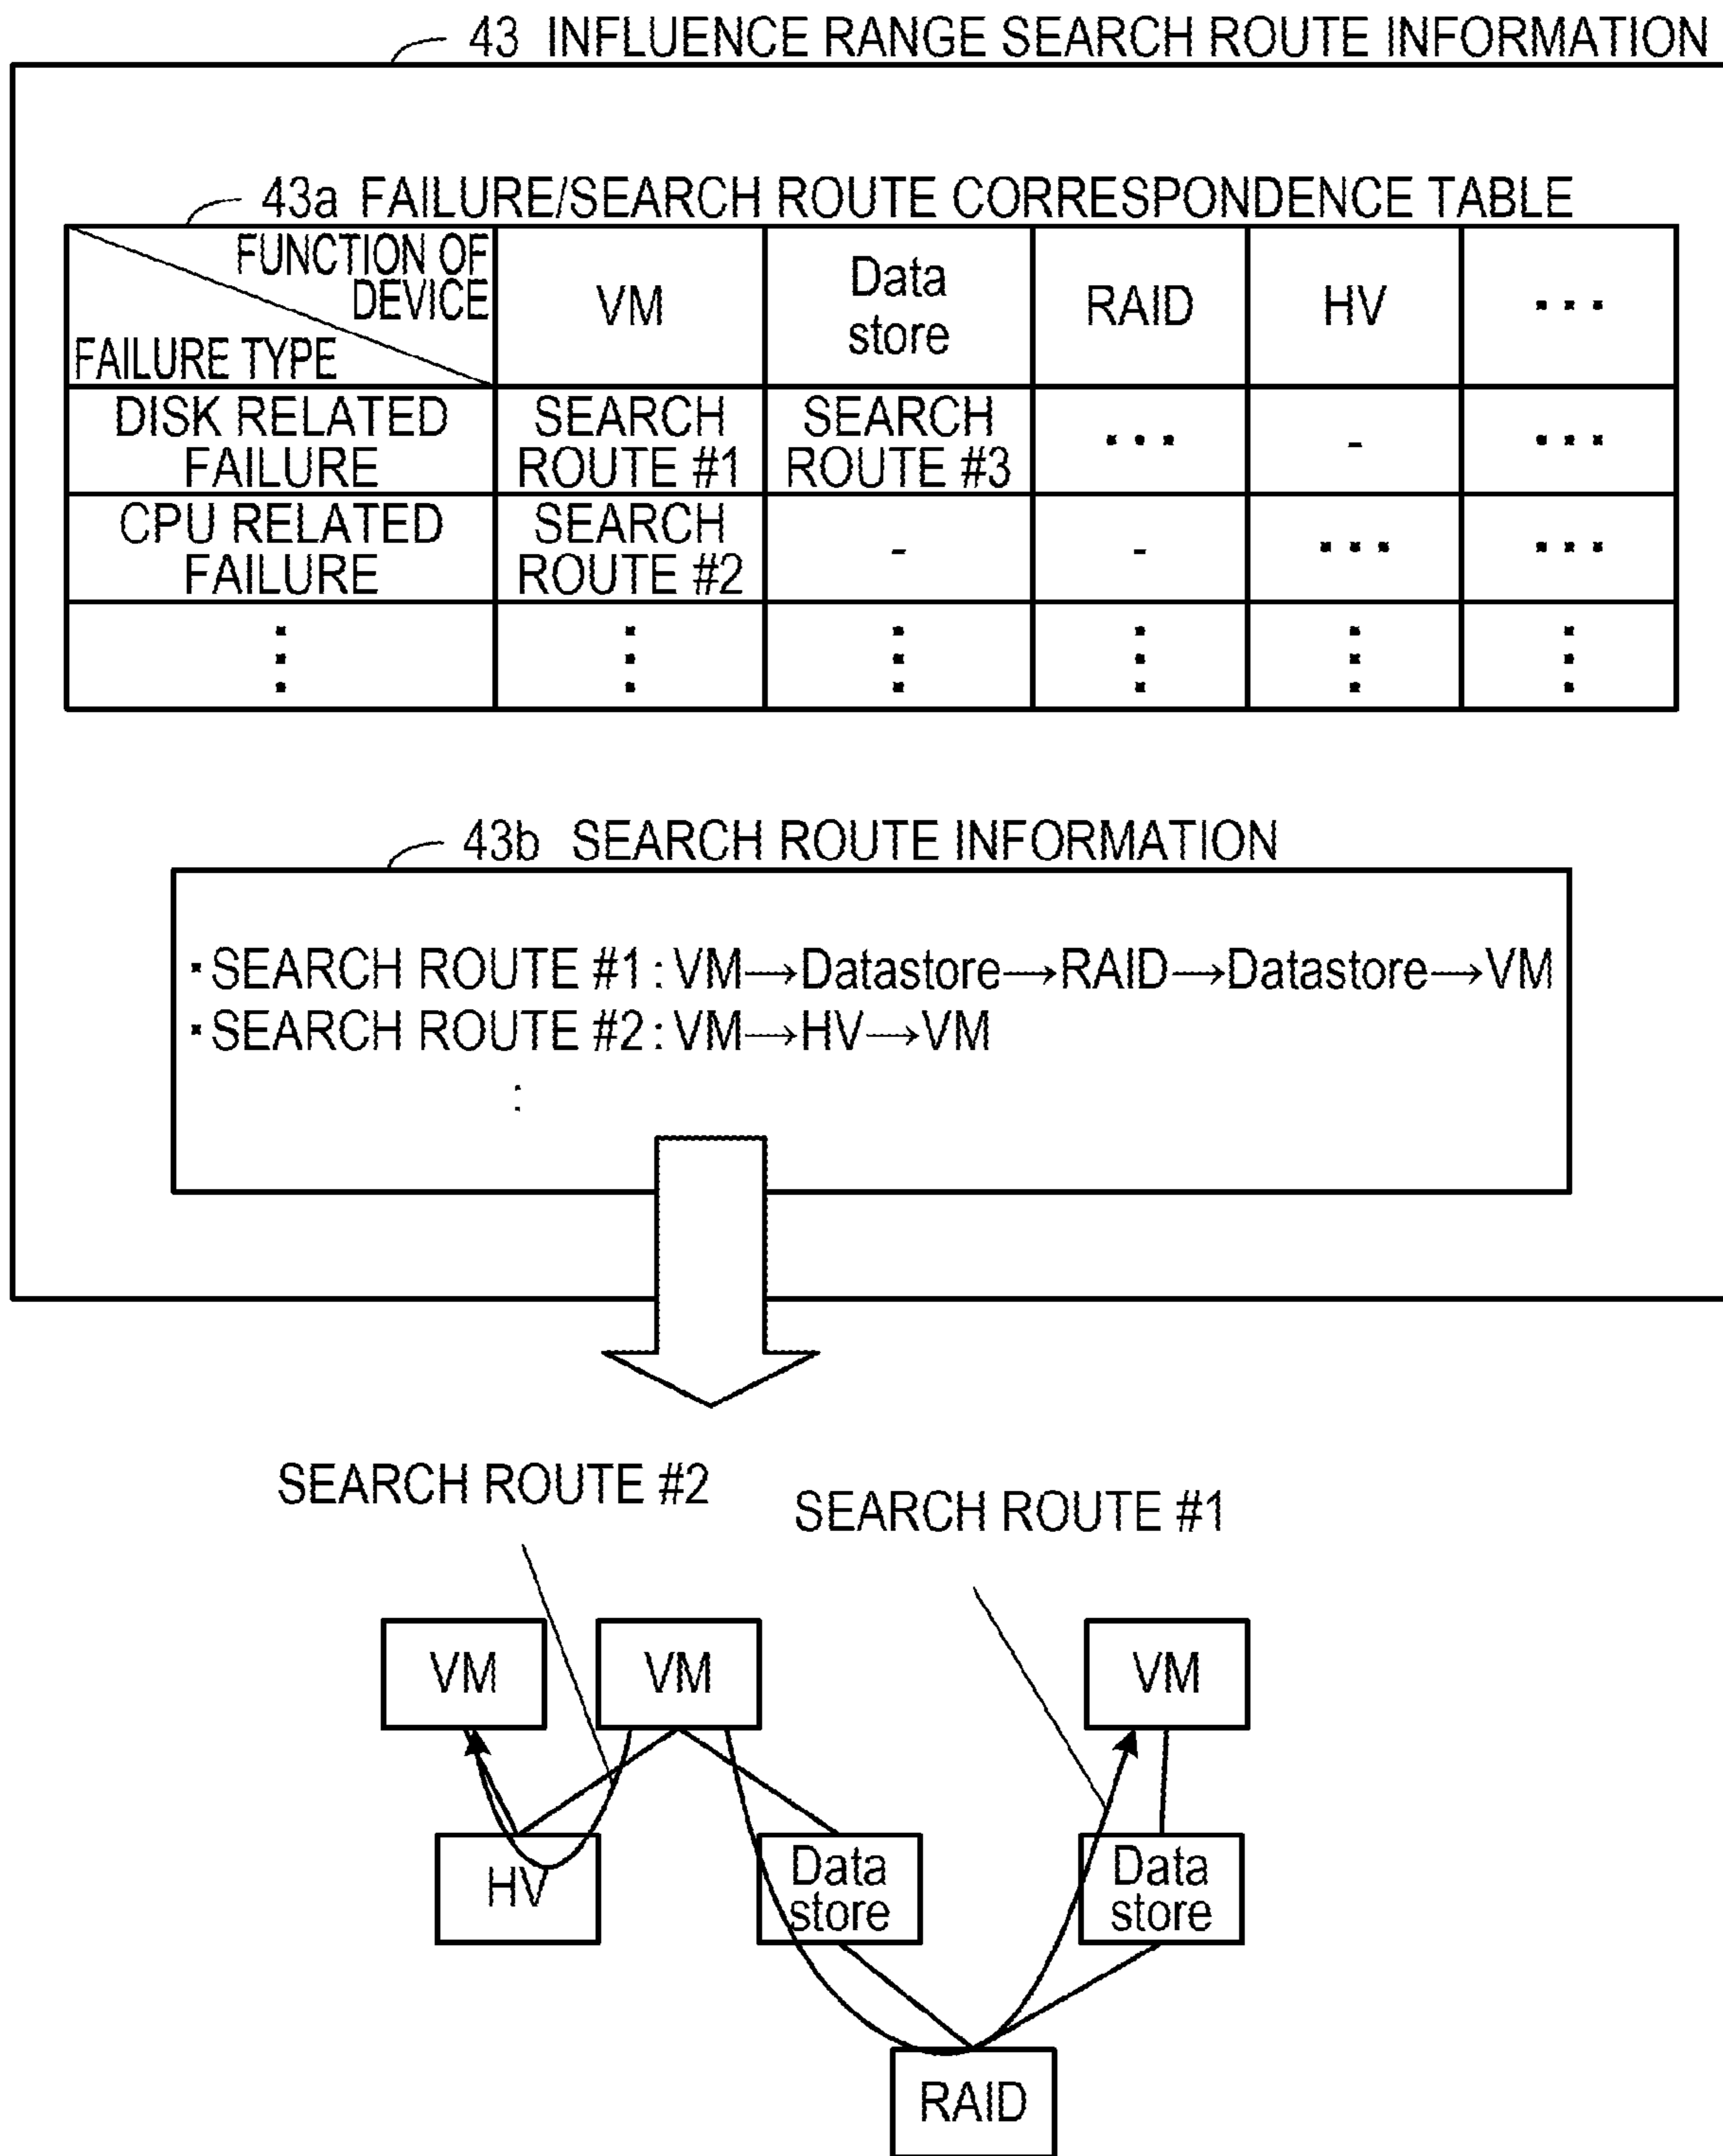 43 INFLUENCE RANGE SEARCH ROUTE INFORMATION
43a FAILURE/SEARCH ROUTE CORRESPONDENCE TABLE
FUNCTION OF
DEVICE
FAILURE TYPE
VM
Data
store
RAID
HV
...
DISK RELATED
FAILURE
SEARCH
ROUTE #1
SEARCH
ROUTE #3
...
-
...
CPU RELATED
FAILURE
SEARCH
ROUTE #2
-
-
...
...
⋮ ⋮ ⋮ ⋮ ⋮ ⋮
43b SEARCH ROUTE INFORMATION
▪ SEARCH ROUTE #1 : VM→Datastore→RAID→Datastore→VM
▪ SEARCH ROUTE #2 : VM→HV→VM
:
SEARCH ROUTE #2
SEARCH ROUTE #1
VM
VM
VM
HV
Data
store
Data
store
RAID